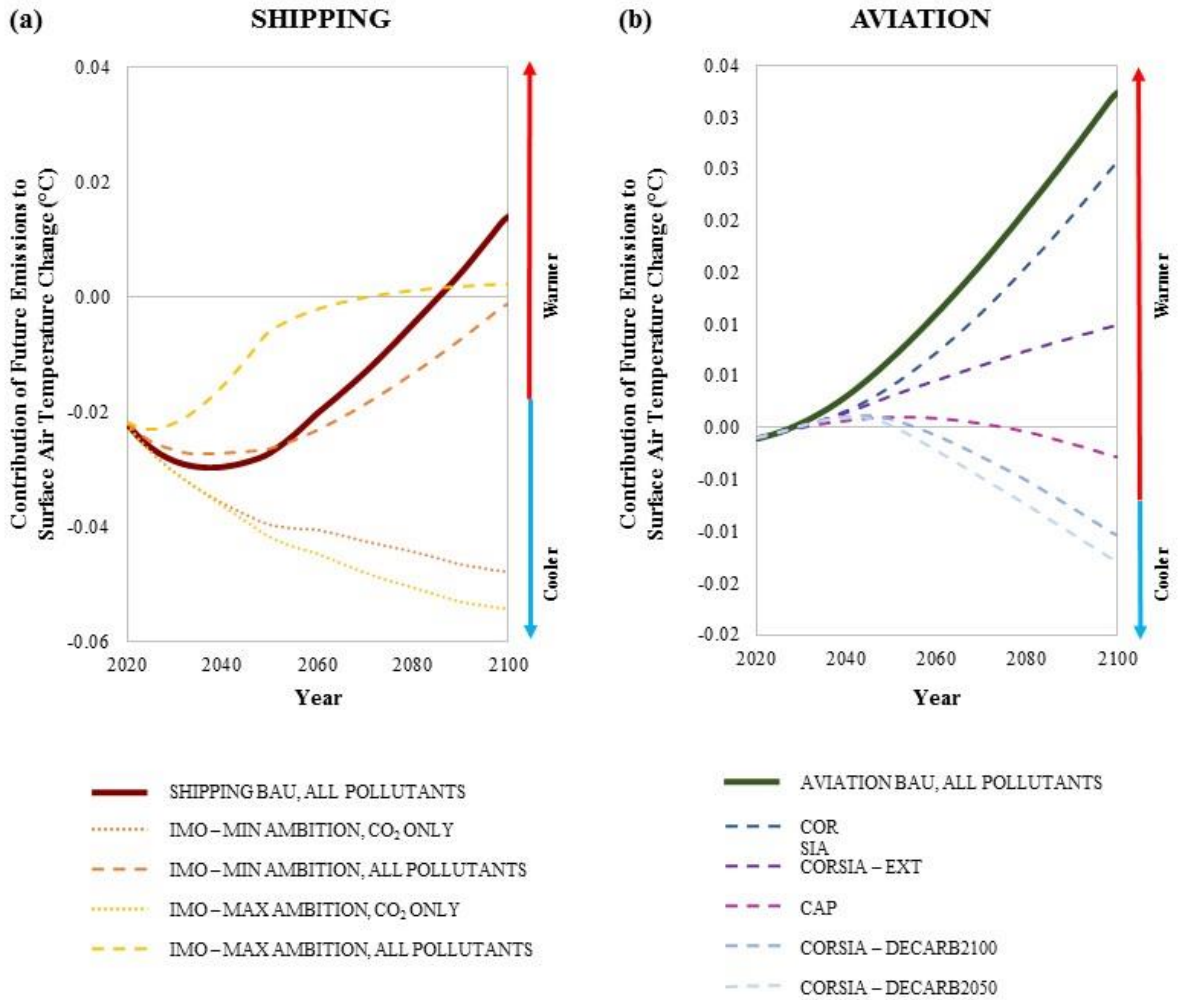 (a) SHIPPING
Contribution of Future Emissions to
Surface Air Temperature Change (°C)
0.04
0.02
0.00
-0.02
-0.04
-0.06
2020 2040 2060 2080 2100
Year
Warmer
Cooler
SHIPPING BAU, ALL POLLUTANTS
IMO – MIN AMBITION, CO₂ ONLY
IMO – MIN AMBITION, ALL POLLUTANTS
IMO – MAX AMBITION, CO₂ ONLY
IMO – MAX AMBITION, ALL POLLUTANTS
(b) AVIATION
Contribution of Future Emissions to
Surface Air Temperature Change (°C)
0.04
0.03
0.03
0.02
0.02
0.01
0.01
0.00
-0.01
-0.01
-0.02
-0.02
2020 2040 2060 2080 2100
Year
Warmer
Cooler
AVIATION BAU, ALL POLLUTANTS
COR
SIA
CORSIA – EXT
CAP
CORSIA – DECARB2100
CORSIA – DECARB2050